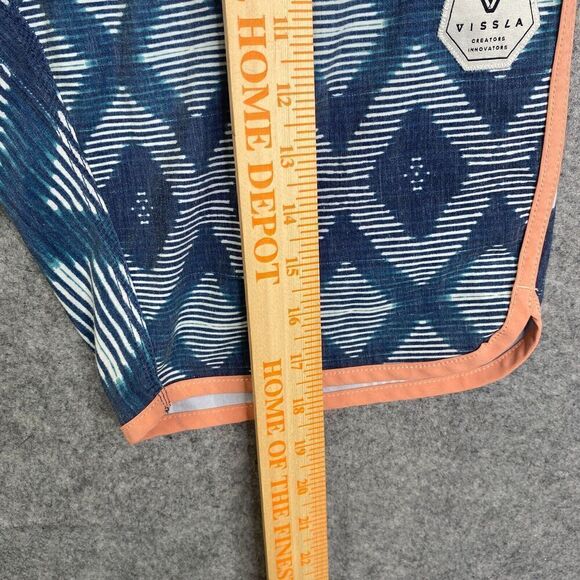 VISSLA
CREATORS
INNOVATORS
HOME DEPOT
HOME OF THE FINES
11
12
13
14
15
16
17
18
19
20
21
22